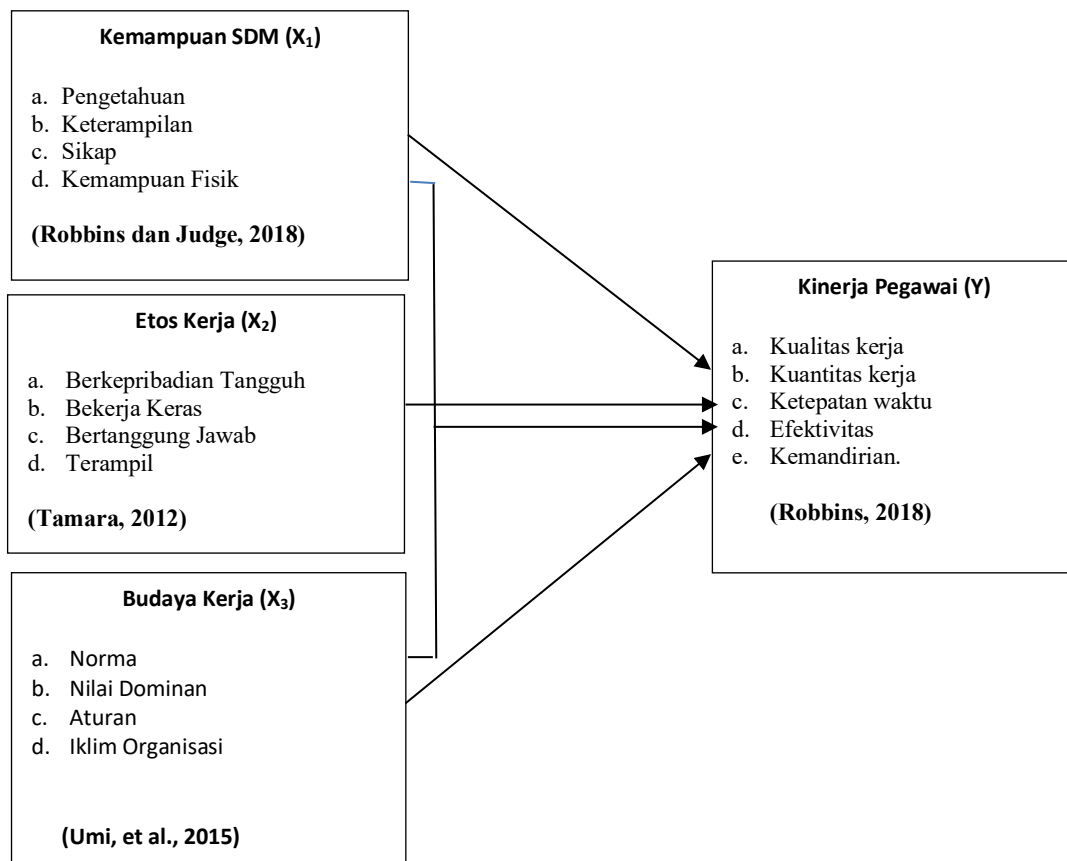 Kemampuan SDM (X₁)
a. Pengetahuan
b. Keterampilan
c. Sikap
d. Kemampuan Fisik
(Robbins dan Judge, 2018)
Etos Kerja (X₂)
a. Berkepribadian Tangguh
b. Bekerja Keras
c. Bertanggung Jawab
d. Terampil
(Tamara, 2012)
Budaya Kerja (X₃)
a. Norma
b. Nilai Dominan
c. Aturan
d. Iklim Organisasi
(Umi, et al., 2015)
Kinerja Pegawai (Y)
a. Kualitas kerja
b. Kuantitas kerja
c. Ketepatan waktu
d. Efektivitas
e. Kemandirian.
(Robbins, 2018)